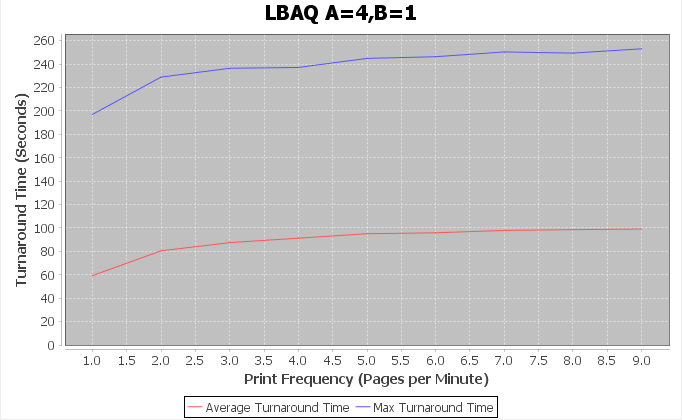 LBAQ A=4,B=1
Turnaround Time (Seconds)
260
240
220
200
180
160
140
120
100
80
60
40
20
0
1.0 1.5 2.0 2.5 3.0 3.5 4.0 4.5 5.0 5.5 6.0 6.5 7.0 7.5 8.0 8.5 9.0
Print Frequency (Pages per Minute)
Average Turnaround Time Max Turnaround Time